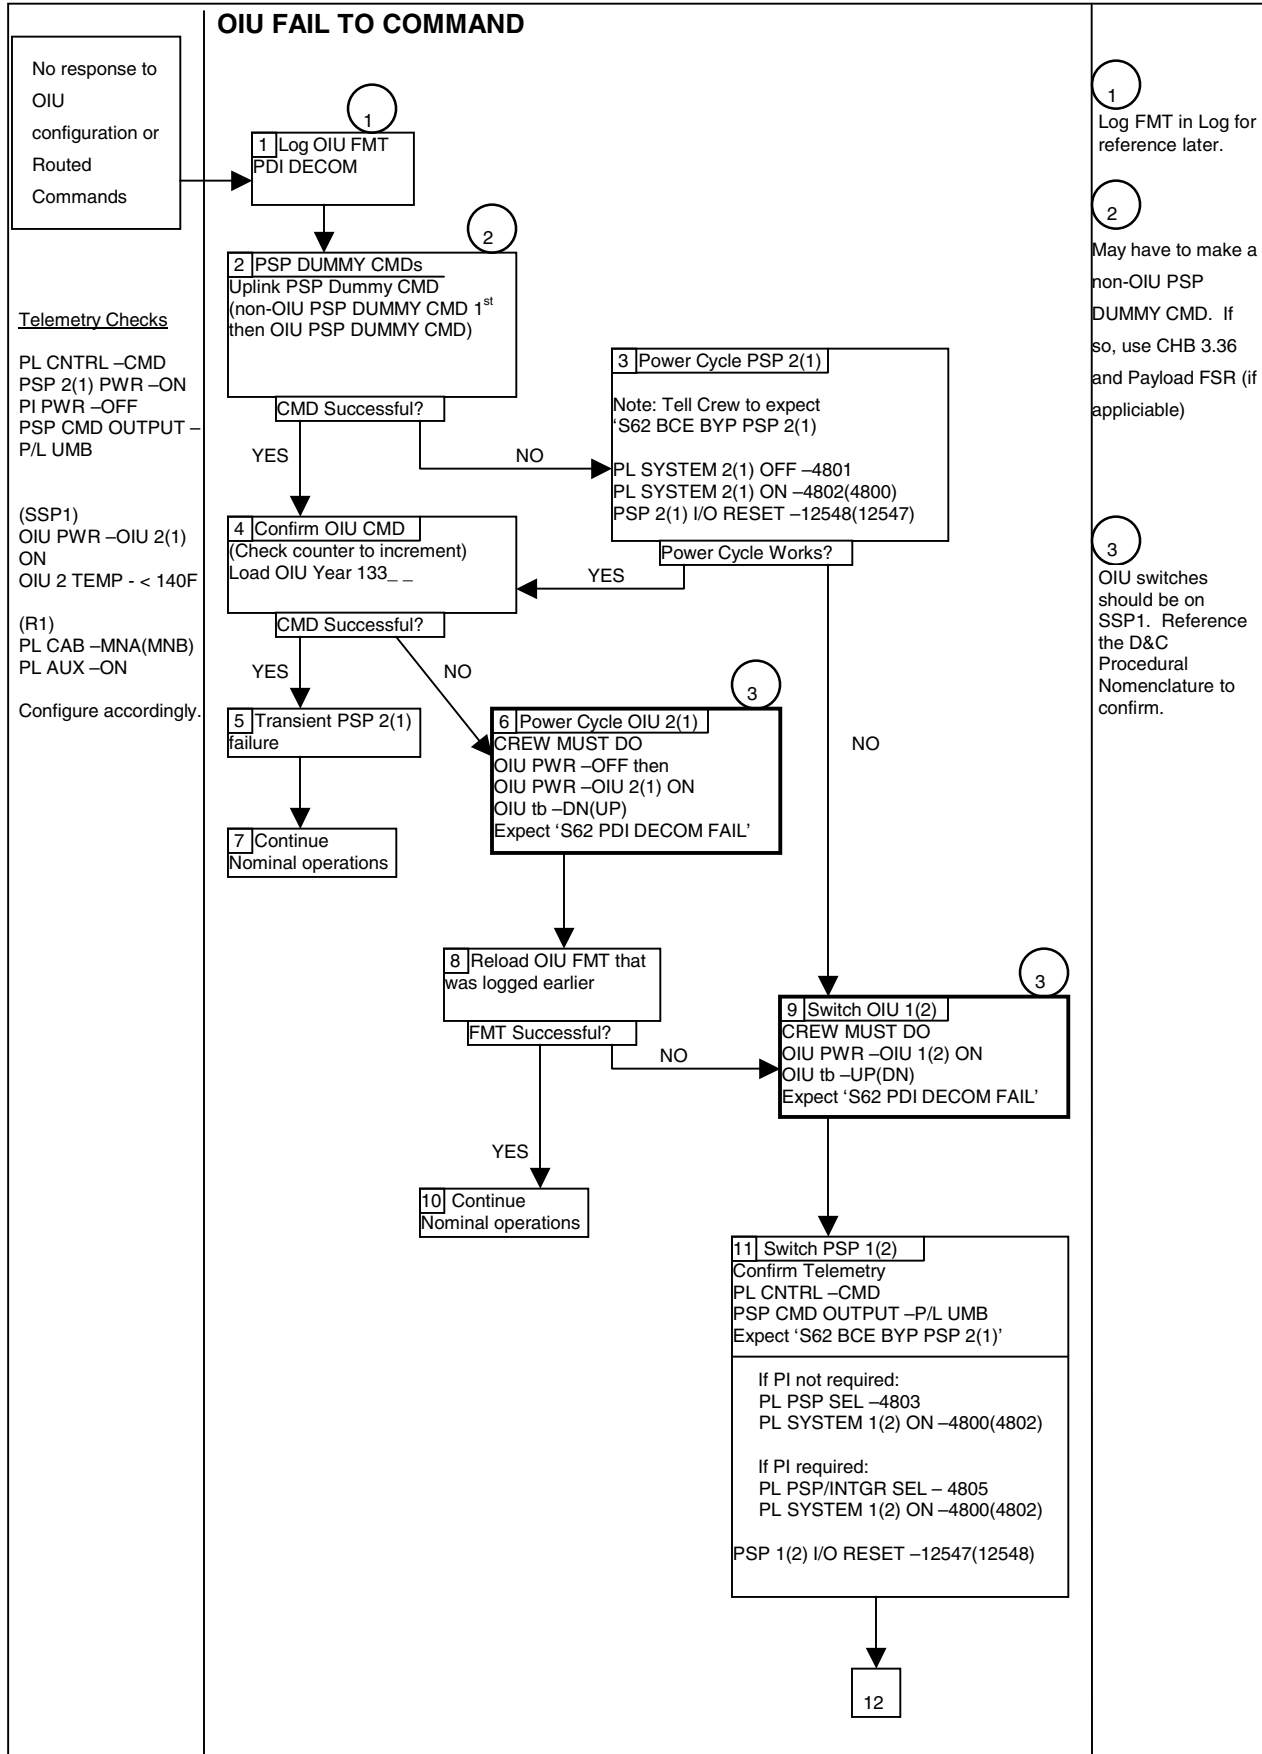 OIU FAIL TO COMMAND
No response to
OIU
configuration or
Routed
Commands
Telemetry Checks
PL CNTRL –CMD
PSP 2(1) PWR –ON
PI PWR –OFF
PSP CMD OUTPUT –
P/L UMB
(SSP1)
OIU PWR –OIU 2(1)
ON
OIU 2 TEMP - < 140F
(R1)
PL CAB –MNA(MNB)
PL AUX –ON
Configure accordingly.
1
1 Log OIU FMT
PDI DECOM
2
2 PSP DUMMY CMDs
Uplink PSP Dummy CMD
(non-OIU PSP DUMMY CMD 1st
then OIU PSP DUMMY CMD)
CMD Successful?
YES
NO
3 Power Cycle PSP 2(1)
Note: Tell Crew to expect
‘S62 BCE BYP PSP 2(1)
PL SYSTEM 2(1) OFF –4801
PL SYSTEM 2(1) ON –4802(4800)
PSP 2(1) I/O RESET –12548(12547)
Power Cycle Works?
YES
NO
4 Confirm OIU CMD
(Check counter to increment)
Load OIU Year 133_ _
CMD Successful?
YES
NO
5 Transient PSP 2(1)
failure
3
6 Power Cycle OIU 2(1)
CREW MUST DO
OIU PWR –OFF then
OIU PWR –OIU 2(1) ON
OIU tb –DN(UP)
Expect ‘S62 PDI DECOM FAIL’
7 Continue
Nominal operations
8 Reload OIU FMT that
was logged earlier
FMT Successful?
NO
YES
3
9 Switch OIU 1(2)
CREW MUST DO
OIU PWR –OIU 1(2) ON
OIU tb –UP(DN)
Expect ‘S62 PDI DECOM FAIL’
10 Continue
Nominal operations
11 Switch PSP 1(2)
Confirm Telemetry
PL CNTRL –CMD
PSP CMD OUTPUT –P/L UMB
Expect ‘S62 BCE BYP PSP 2(1)’
If PI not required:
PL PSP SEL –4803
PL SYSTEM 1(2) ON –4800(4802)
If PI required:
PL PSP/INTGR SEL – 4805
PL SYSTEM 1(2) ON –4800(4802)
PSP 1(2) I/O RESET –12547(12548)
12
1
Log FMT in Log for
reference later.
2
May have to make a
non-OIU PSP
DUMMY CMD. If
so, use CHB 3.36
and Payload FSR (if
appliciable)
3
OIU switches
should be on
SSP1. Reference
the D&C
Procedural
Nomenclature to
confirm.